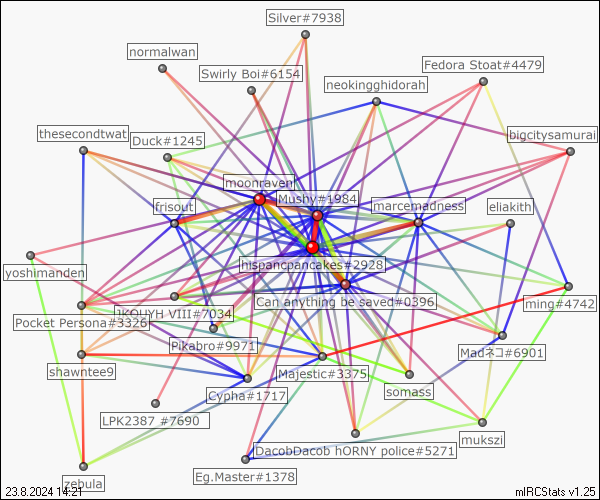 Silver#7938
normalwan
Fedora Stoat#4479
Swirly Boi#6154
neokingghidorah
thesecondtwat
Duck#1245
bigcitysamurai
moonraven
Mushy#1984
frisout
marcemadness
eliakith
hispancpancakes#2928
yoshimanden
Can anything be saved#0396
ming#4742
JKOUYH VIII#7034
Pocket Persona#3326
Pikabro#9971
Madネコ#6901
shawntee9
Majestic#3375
somass
Cypha#1717
LPK2387 #7690
mukszi
DacobDacob hORNY police#5271
zebula
Eg.Master#1378
23.8.2024 14:21
mIRCStats v1.25